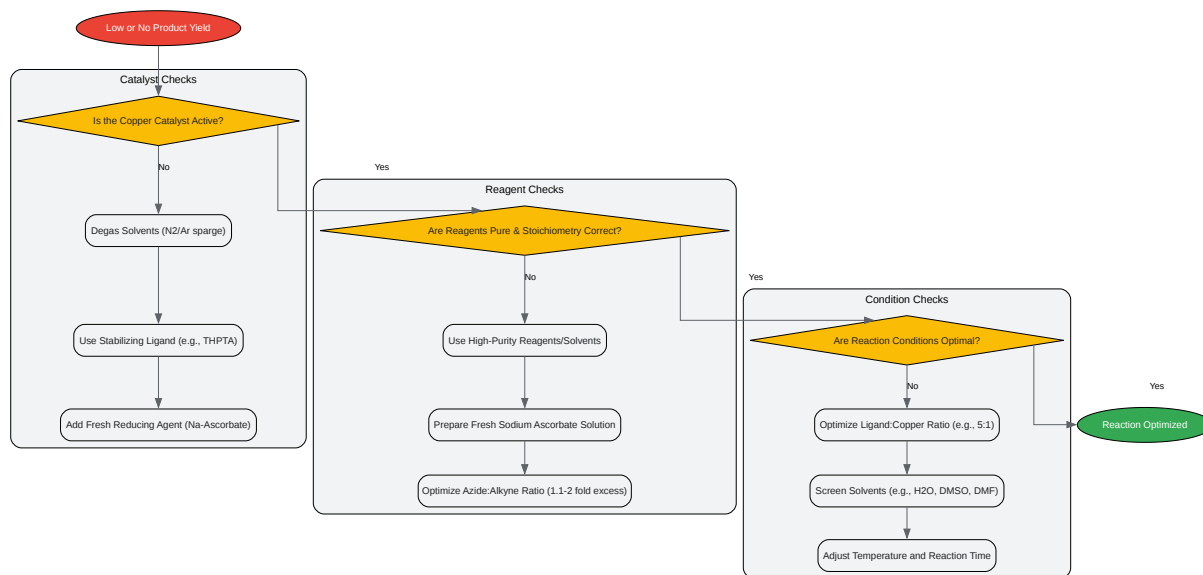 Low or No Product Yield
Catalyst Checks
Is the Copper Catalyst Active?
No
Yes
Degas Solvents (N2/Ar sparge)
Use Stabilizing Ligand (e.g., THPTA)
Add Fresh Reducing Agent (Na-Ascorbate)
Reagent Checks
Are Reagents Pure & Stoichiometry Correct?
No
Yes
Use High-Purity Reagents/Solvents
Prepare Fresh Sodium Ascorbate Solution
Optimize Azide:Alkyne Ratio (1.1-2 fold excess)
Condition Checks
Are Reaction Conditions Optimal?
No
Yes
Optimize Ligand:Copper Ratio (e.g., 5:1)
Screen Solvents (e.g., H2O, DMSO, DMF)
Adjust Temperature and Reaction Time
Reaction Optimized